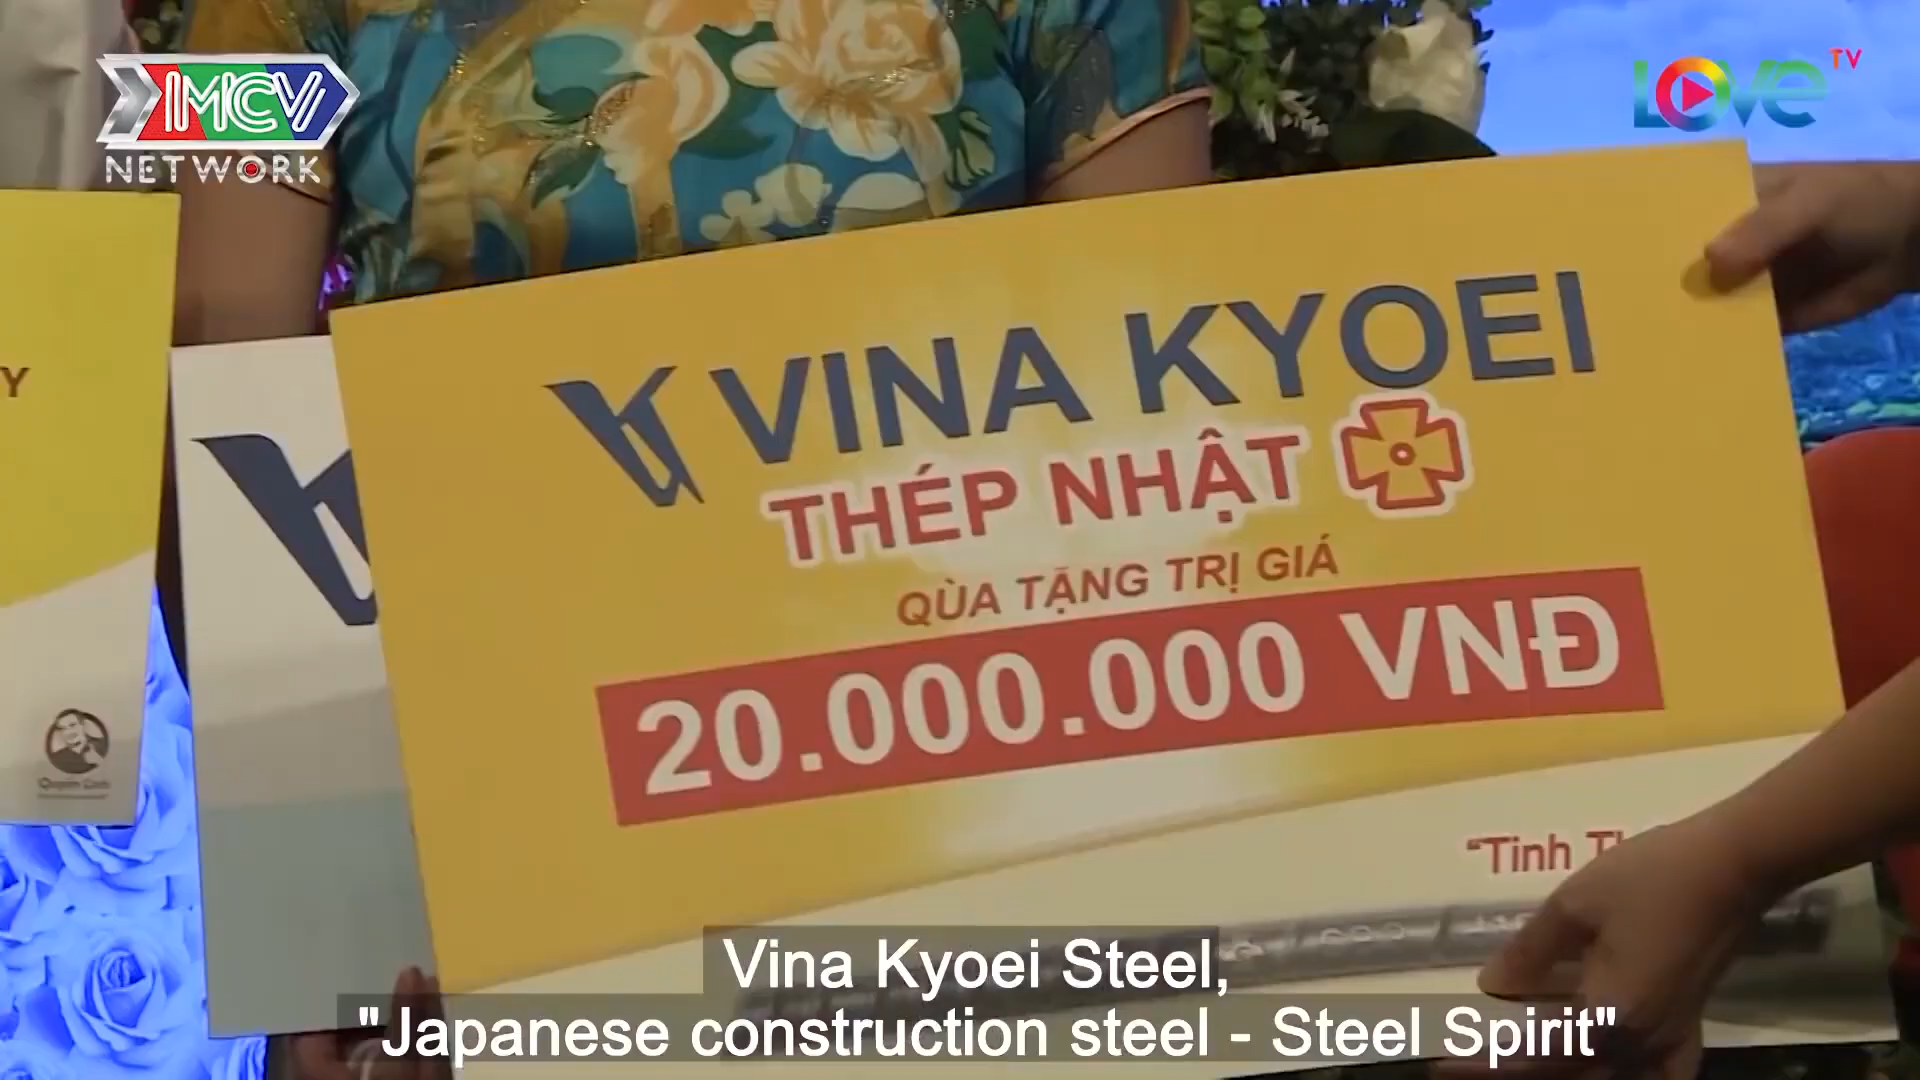 MCV
NETWORK
LOVE TV
Y
VINA KYOEI
THÉP NHẬT
QÙA TẶNG TRỊ GIÁ
20.000.000 VNĐ
"Tinh
Vina Kyoei Steel,
"Japanese construction steel - Steel Spirit"